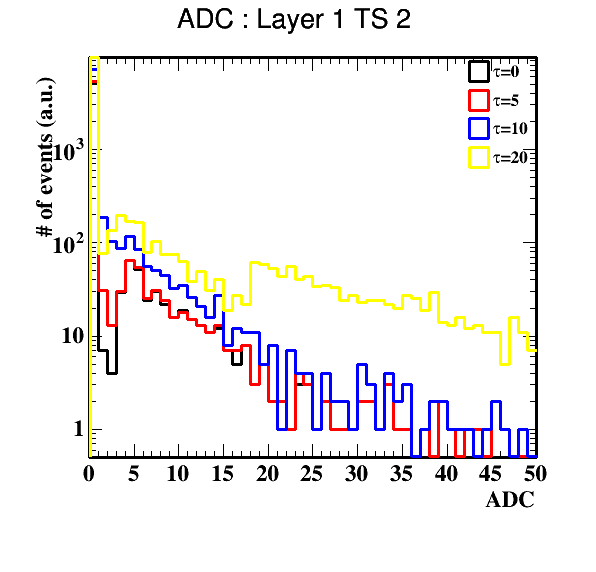 ADC : Layer 1 TS 2
# of events (a.u.)
τ=0
τ=5
τ=10
τ=20
10³
10²
10
1
0 5 10 15 20 25 30 35 40 45 50
ADC